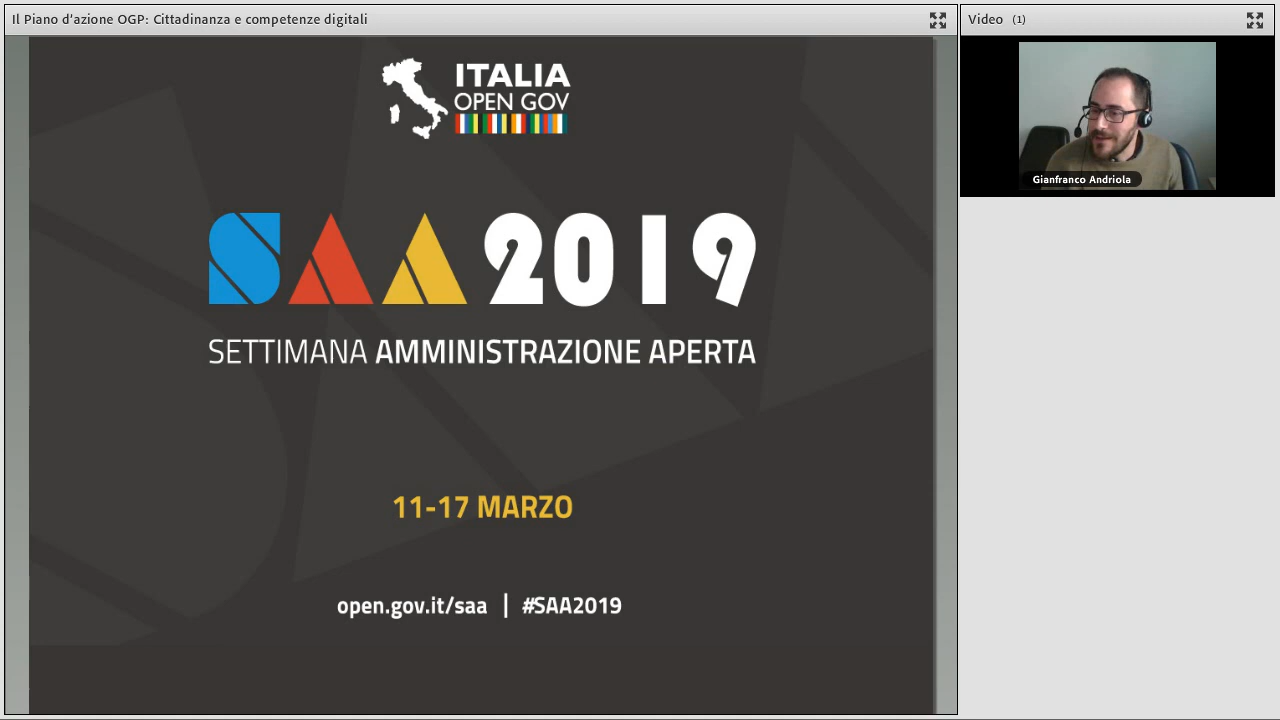 Il Piano d'azione OGP: Cittadinanza e competenze digitali
Video (1)
ITALIA
OPEN GOV
Gianfranco Andriola
SAA 2019
SETTIMANA AMMINISTRAZIONE APERTA
11-17 MARZO
open.gov.it/saa | #SAA2019